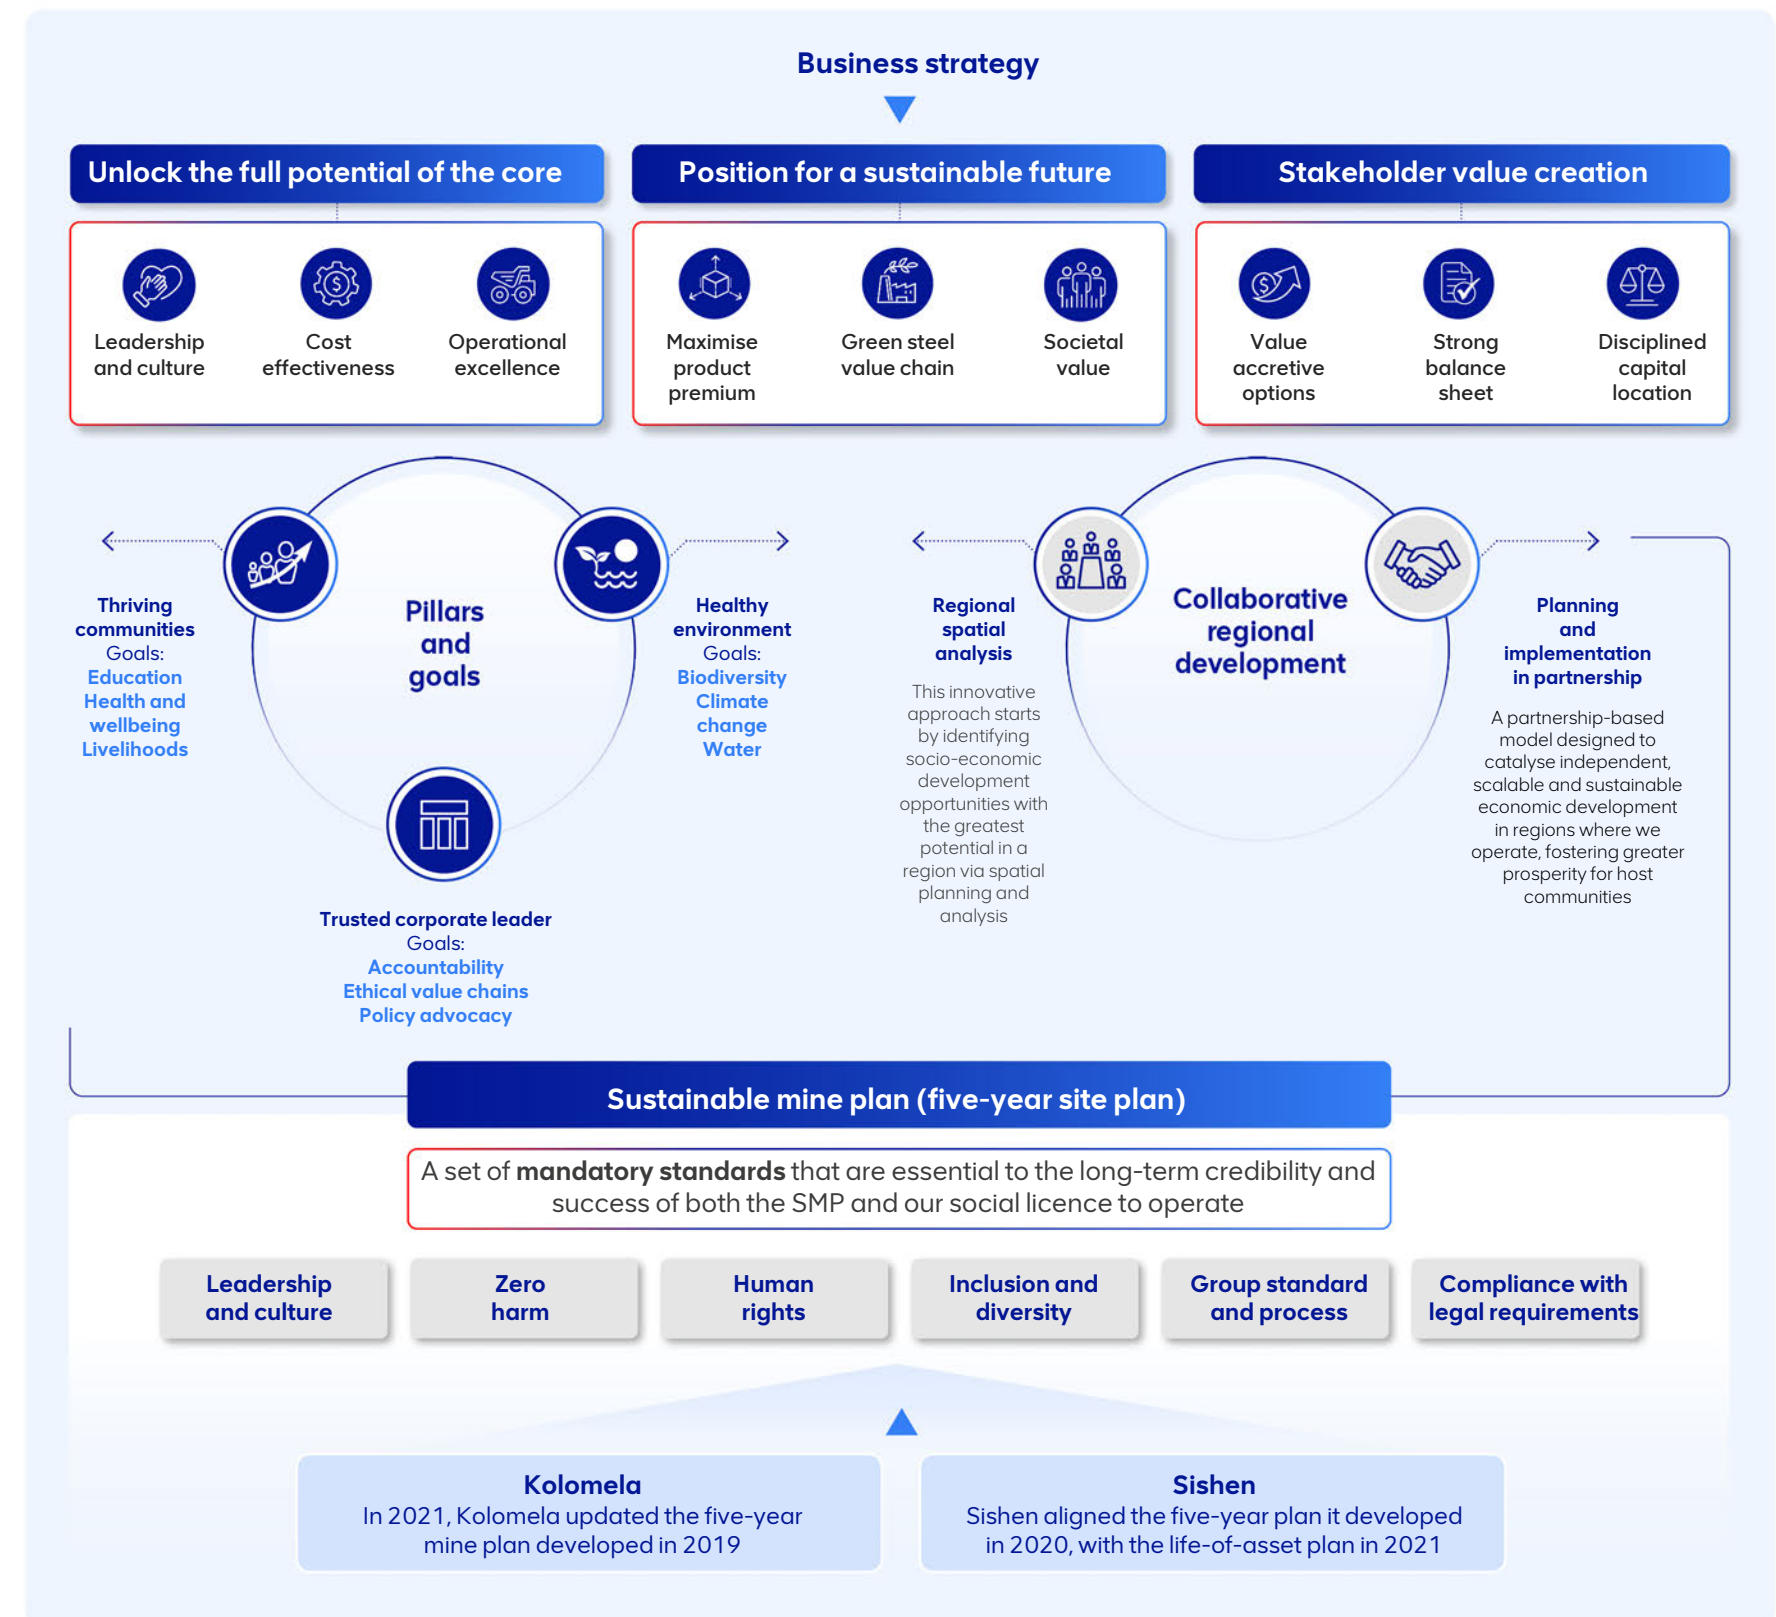 Business strategy
Unlock the full potential of the core
Leadership
and culture
Cost
effectiveness
Operational
excellence
Position for a sustainable future
Maximise
product
premium
Green steel
value chain
Societal
value
Stakeholder value creation
Value
accretive
options
Strong
balance
sheet
Disciplined
capital
location
Pillars
and
goals
Thriving
communities
Goals:
Education
Health and
wellbeing
Livelihoods
Healthy
environment
Goals:
Biodiversity
Climate
change
Water
Trusted corporate leader
Goals:
Accountability
Ethical value chains
Policy advocacy
Collaborative
regional
development
Regional
spatial
analysis
This innovative
approach starts
by identifying
socio-economic
development
opportunities with
the greatest
potential in a
region via spatial
planning and
analysis
Planning
and
implementation
in partnership
A partnership-based
model designed to
catalyse independent,
scalable and sustainable
economic development
in regions where we
operate, fostering greater
prosperity for host
communities
Sustainable mine plan (five-year site plan)
A set of mandatory standards that are essential to the long-term credibility and
success of both the SMP and our social licence to operate
Leadership
and culture
Zero
harm
Human
rights
Inclusion and
diversity
Group standard
and process
Compliance with
legal requirements
Kolomela
In 2021, Kolomela updated the five-year
mine plan developed in 2019
Sishen
Sishen aligned the five-year plan it developed
in 2020, with the life-of-asset plan in 2021